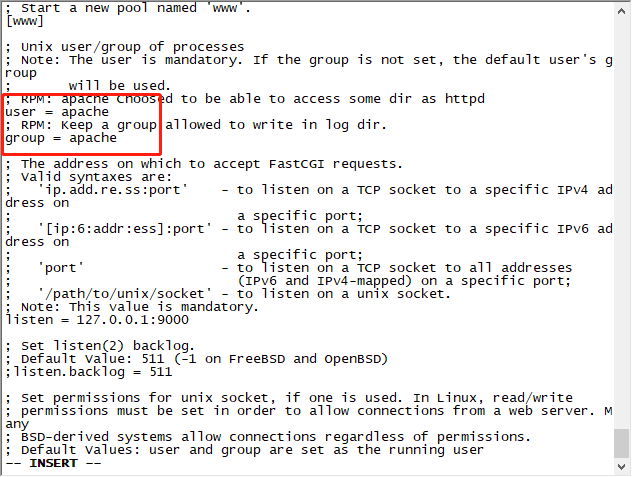 ; Start a new pool named 'www'.
[www]

; Unix user/group of processes
; Note: The user is mandatory. If the group is not set, the default user's g
roup
;       will be used.
; RPM: apache Choosed to be able to access some dir as httpd
user = apache
; RPM: Keep a group allowed to write in log dir.
group = apache

; The address on which to accept FastCGI requests.
; Valid syntaxes are:
;   'ip.add.re.ss:port'    - to listen on a TCP socket to a specific IPv4 ad
dress on
;                            a specific port;
;   '[ip:6:addr:ess]:port' - to listen on a TCP socket to a specific IPv6 ad
dress on
;                            a specific port;
;   'port'                 - to listen on a TCP socket to all addresses
;                            (IPv6 and IPv4-mapped) on a specific port;
;   '/path/to/unix/socket' - to listen on a unix socket.
; Note: This value is mandatory.
listen = 127.0.0.1:9000

; Set listen(2) backlog.
; Default Value: 511 (-1 on FreeBSD and OpenBSD)
;listen.backlog = 511

; Set permissions for unix socket, if one is used. In Linux, read/write
; permissions must be set in order to allow connections from a web server. M
any
; BSD-derived systems allow connections regardless of permissions.
; Default Values: user and group are set as the running user
-- INSERT --